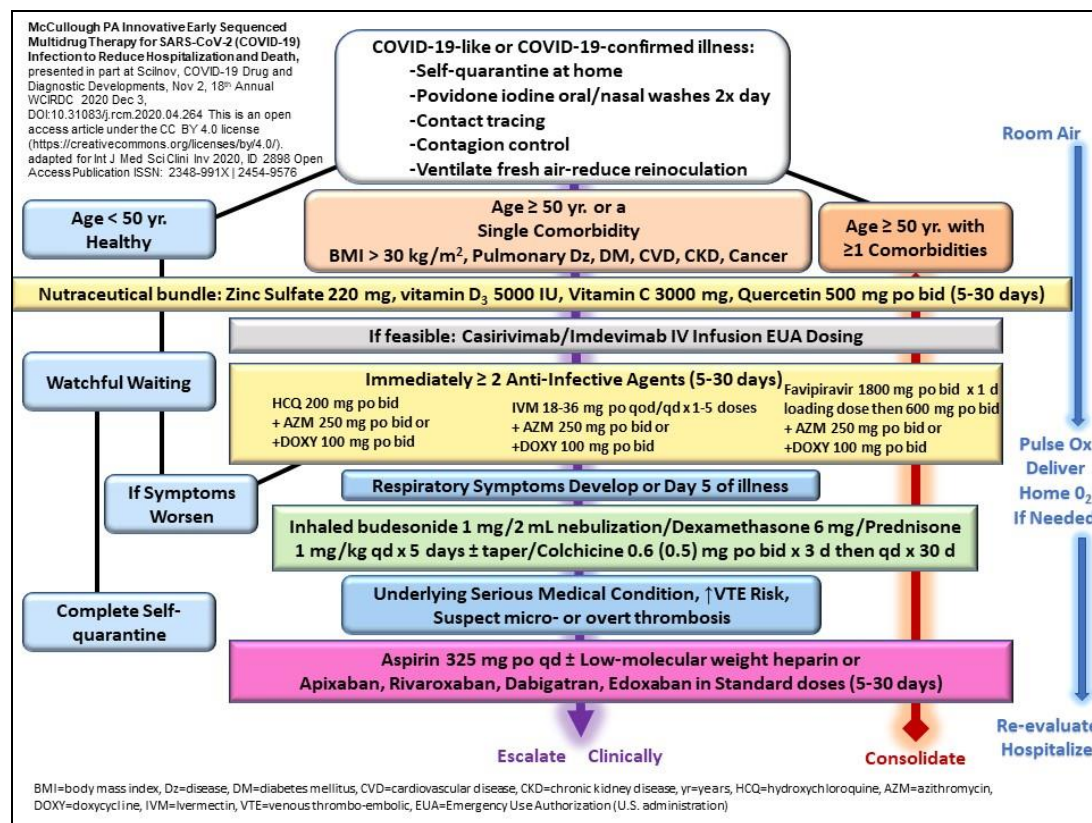 McCullough PA Innovative Early Sequenced
Multidrug Therapy for SARS-CoV-2 (COVID-19)
Infection to Reduce Hospitalization and Death,
presented in part at SciInov, COVID-19 Drug and
Diagnostic Developments, Nov 2, 18th Annual
WCIRDC 2020 Dec 3,
DOI:10.31083/j.rcm.2020.04.264 This is an open
access article under the CC BY 4.0 license
(https://creativecommons.org/licenses/by/4.0/).
adapted for Int J Med Sci Clini Inv 2020, ID 2898 Open
Access Publication ISSN: 2348-991X | 2454-9576
COVID-19-like or COVID-19-confirmed illness:
-Self-quarantine at home
-Povidone iodine oral/nasal washes 2x day
-Contact tracing
-Contagion control
-Ventilate fresh air-reduce reinoculation
Room Air
Age < 50 yr.
Healthy
Age ≥ 50 yr. or a
Single Comorbidity
BMI > 30 kg/m², Pulmonary Dz, DM, CVD, CKD, Cancer
Age ≥ 50 yr. with
≥1 Comorbidities
Nutraceutical bundle: Zinc Sulfate 220 mg, vitamin D₃ 5000 IU, Vitamin C 3000 mg, Quercetin 500 mg po bid (5-30 days)
If feasible: Casirivimab/Imdevimab IV Infusion EUA Dosing
Watchful Waiting
Immediately ≥ 2 Anti-Infective Agents (5-30 days)
HCQ 200 mg po bid
+ AZM 250 mg po bid or
+DOXY 100 mg po bid
IVM 18-36 mg po qod/qd x 1-5 doses
+ AZM 250 mg po bid or
+DOXY 100 mg po bid
Favipiravir 1800 mg po bid x 1 d
loading dose then 600 mg po bid
+ AZM 250 mg po bid or
+DOXY 100 mg po bid
Pulse Ox
Deliver
Home 0₂
If Needed
If Symptoms
Worsen
Respiratory Symptoms Develop or Day 5 of illness
Inhaled budesonide 1 mg/2 mL nebulization/Dexamethasone 6 mg/Prednisone
1 mg/kg qd x 5 days ± taper/Colchicine 0.6 (0.5) mg po bid x 3 d then qd x 30 d
Complete Self-
quarantine
Underlying Serious Medical Condition, ↑VTE Risk,
Suspect micro- or overt thrombosis
Aspirin 325 mg po qd ± Low-molecular weight heparin or
Apixaban, Rivaroxaban, Dabigatran, Edoxaban in Standard doses (5-30 days)
Escalate Clinically
Consolidate
Re-evaluate
Hospitalize
BMI=body mass index, Dz=disease, DM=diabetes mellitus, CVD=cardiovascular disease, CKD=chronic kidney disease, yr=years, HCQ=hydroxychloroquine, AZM=azithromycin,
DOXY=doxycycline, IVM=Ivermectin, VTE=venous thrombo-embolic, EUA=Emergency Use Authorization (U.S. administration)